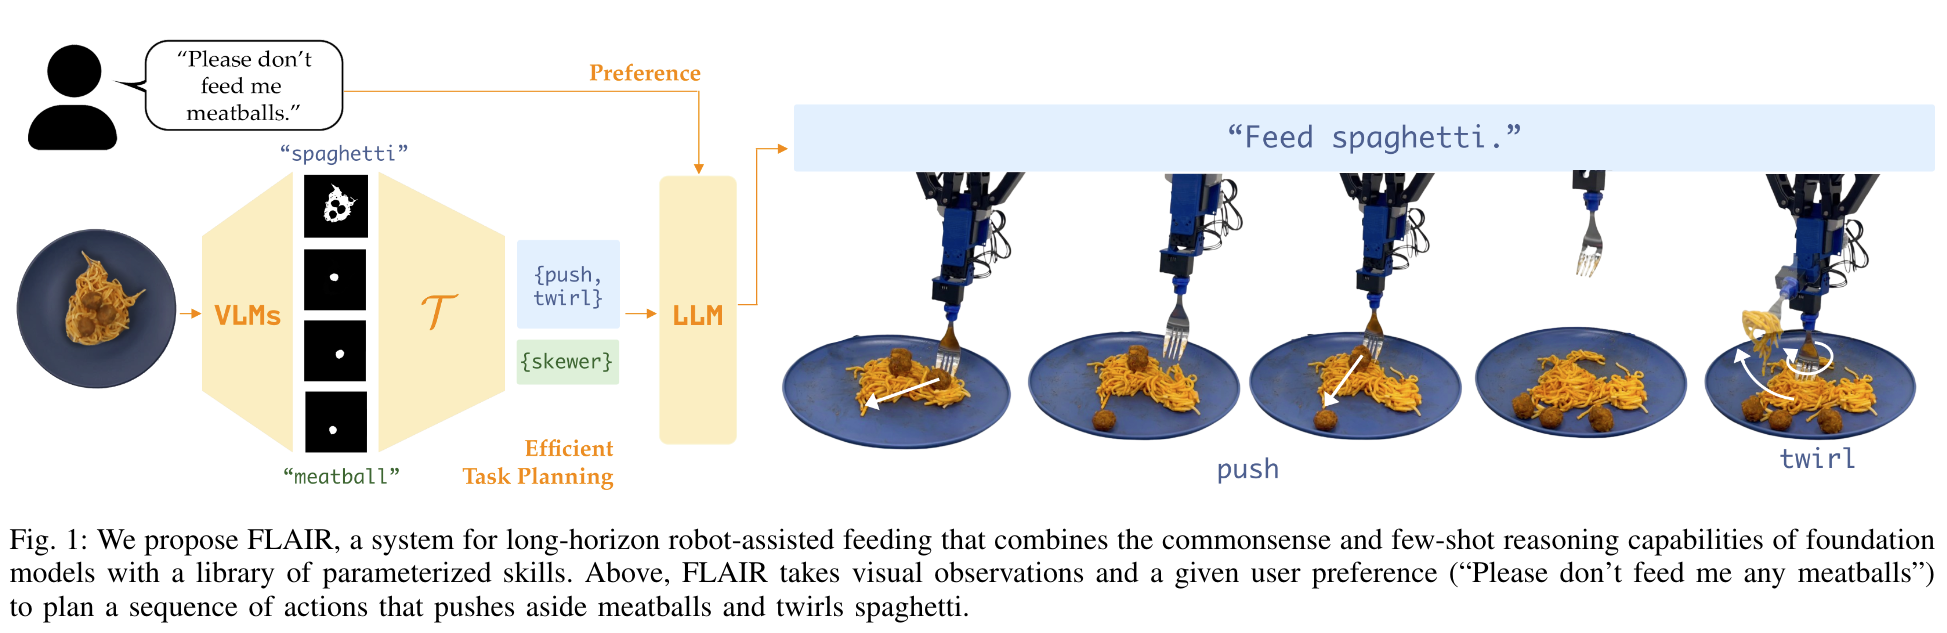 “Please don’t
feed me
meatballs.”
Preference
“spaghetti”
VLMs
𝒯
{push,
twirl}
{skewer}
LLM
“meatball”
Efficient
Task Planning
“Feed spaghetti.”
push
twirl
Fig. 1: We propose FLAIR, a system for long-horizon robot-assisted feeding that combines the commonsense and few-shot reasoning capabilities of foundation
models with a library of parameterized skills. Above, FLAIR takes visual observations and a given user preference (“Please don’t feed me any meatballs”)
to plan a sequence of actions that pushes aside meatballs and twirls spaghetti.